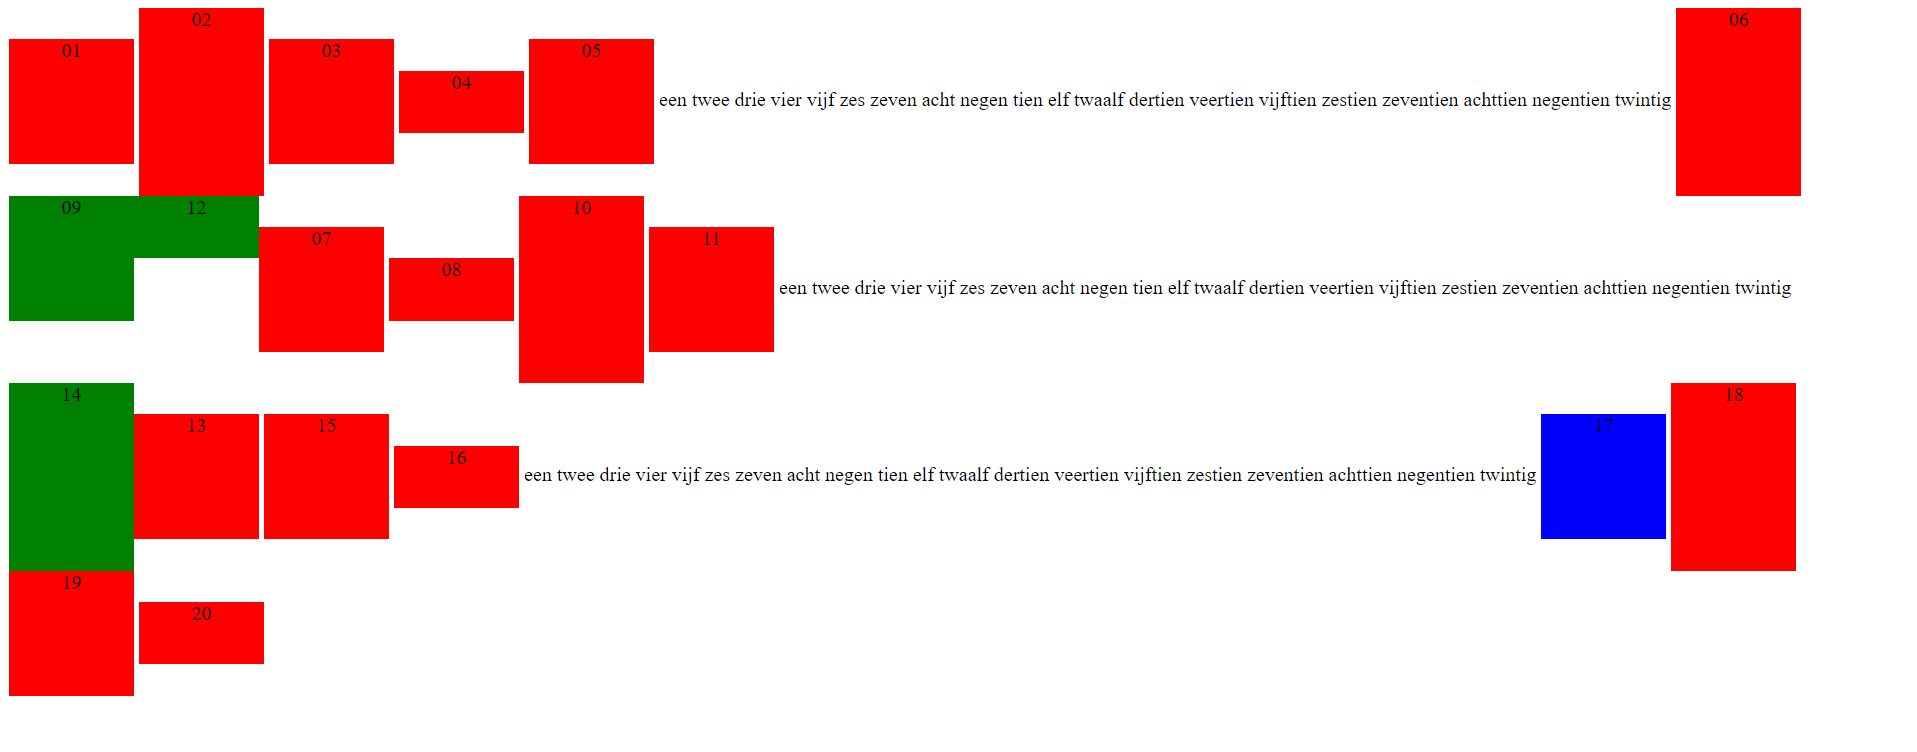 01 02 03 04 05 een twee drie vier vijf zes zeven acht negen tien elf twaalf dertien veertien vijftien zestien zeventien achttien negentien twintig 06
09 12 07 08 10 11 een twee drie vier vijf zes zeven acht negen tien elf twaalf dertien veertien vijftien zestien zeventien achttien negentien twintig
14 13 15 16 een twee drie vier vijf zes zeven acht negen tien elf twaalf dertien veertien vijftien zestien zeventien achttien negentien twintig 17 18
19 20